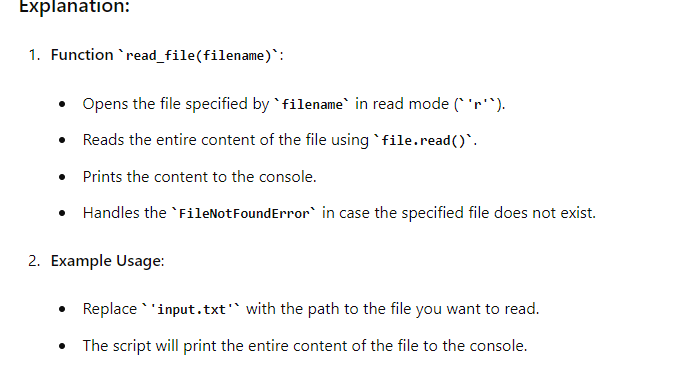 Explanation:
1. Function `read_file(filename)`:
• Opens the file specified by `filename` in read mode (`'r'`).
• Reads the entire content of the file using `file.read()`.
• Prints the content to the console.
• Handles the `FileNotFoundError` in case the specified file does not exist.
2. Example Usage:
• Replace `'input.txt'` with the path to the file you want to read.
• The script will print the entire content of the file to the console.